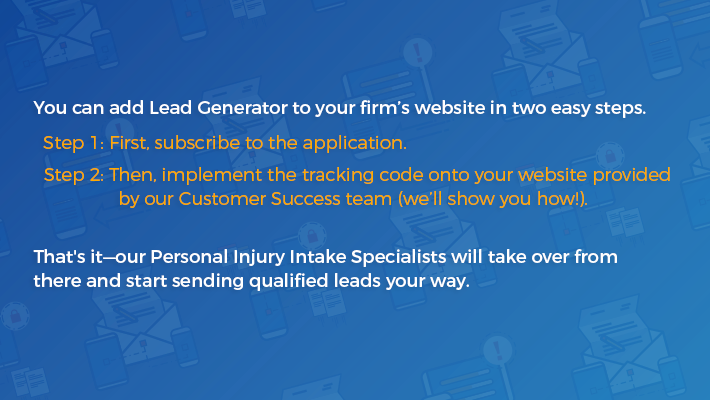 You can add Lead Generator to your firm’s website in two easy steps.
Step 1: First, subscribe to the application.
Step 2: Then, implement the tracking code onto your website provided
by our Customer Success team (we’ll show you how!).
That's it—our Personal Injury Intake Specialists will take over from
there and start sending qualified leads your way.